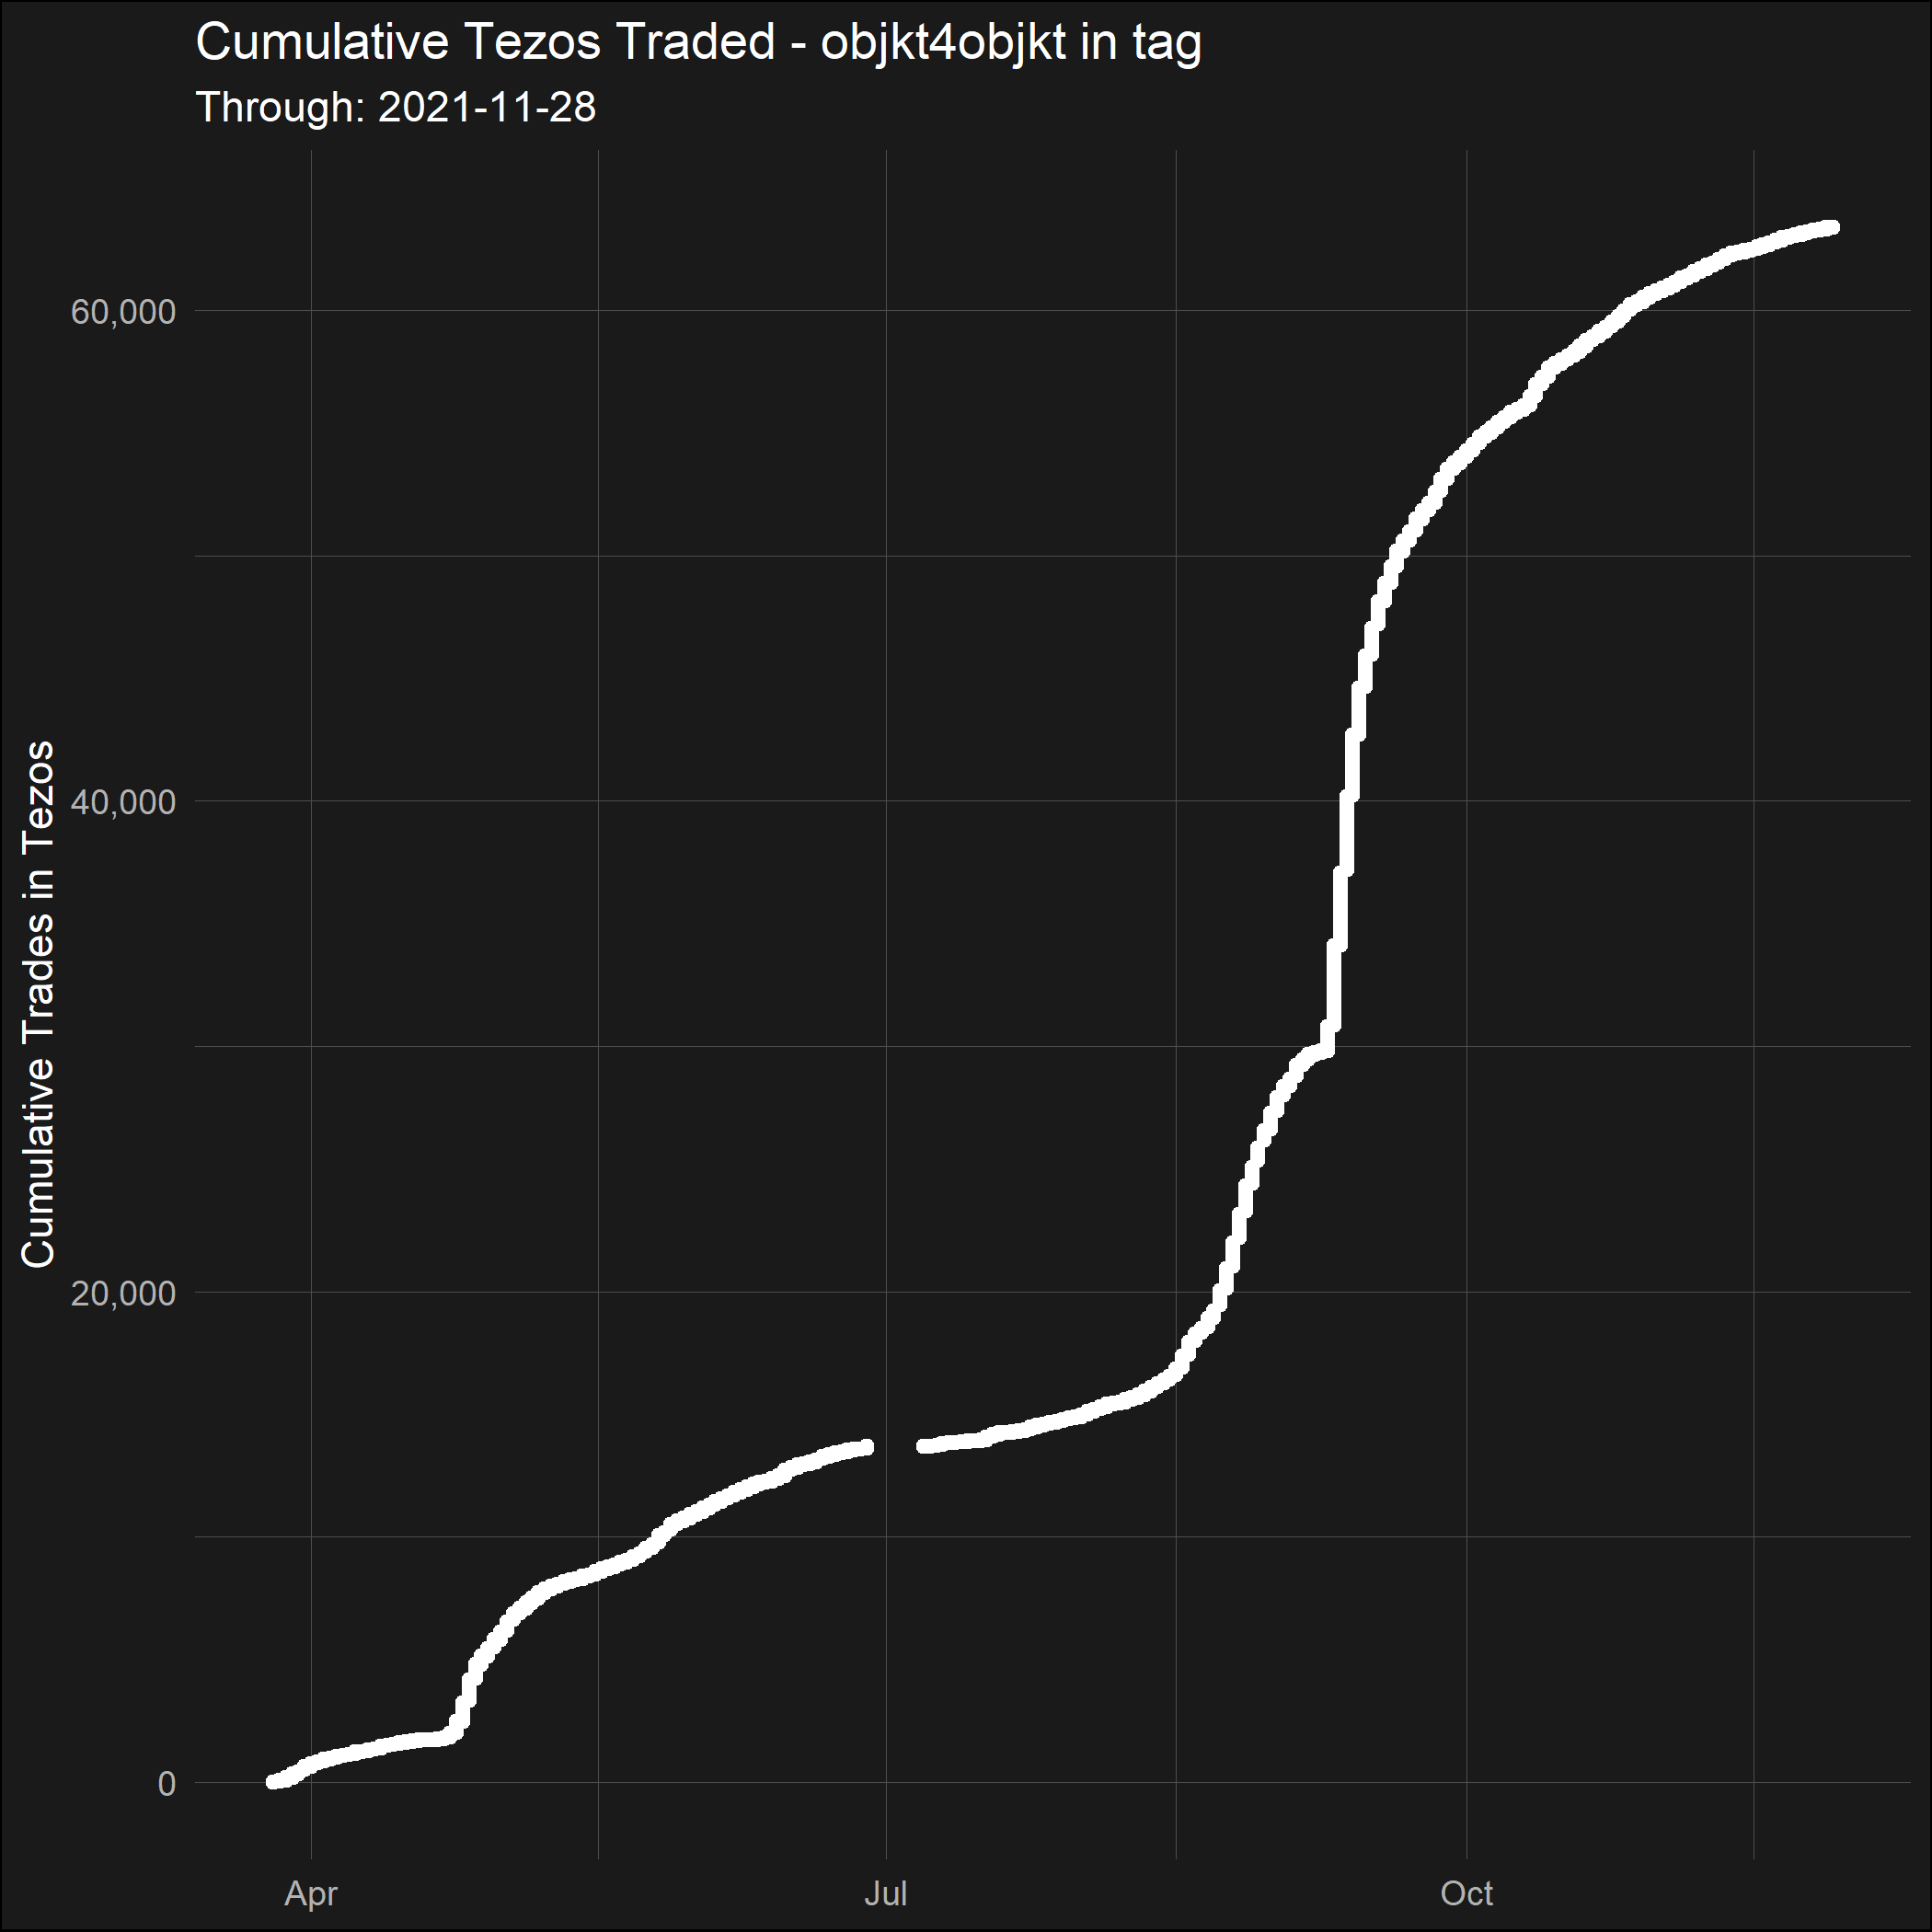 Cumulative Tezos Traded - objkt4objkt in tag
Through: 2021-11-28
Cumulative Trades in Tezos
60,000
40,000
20,000
0
Apr
Jul
Oct